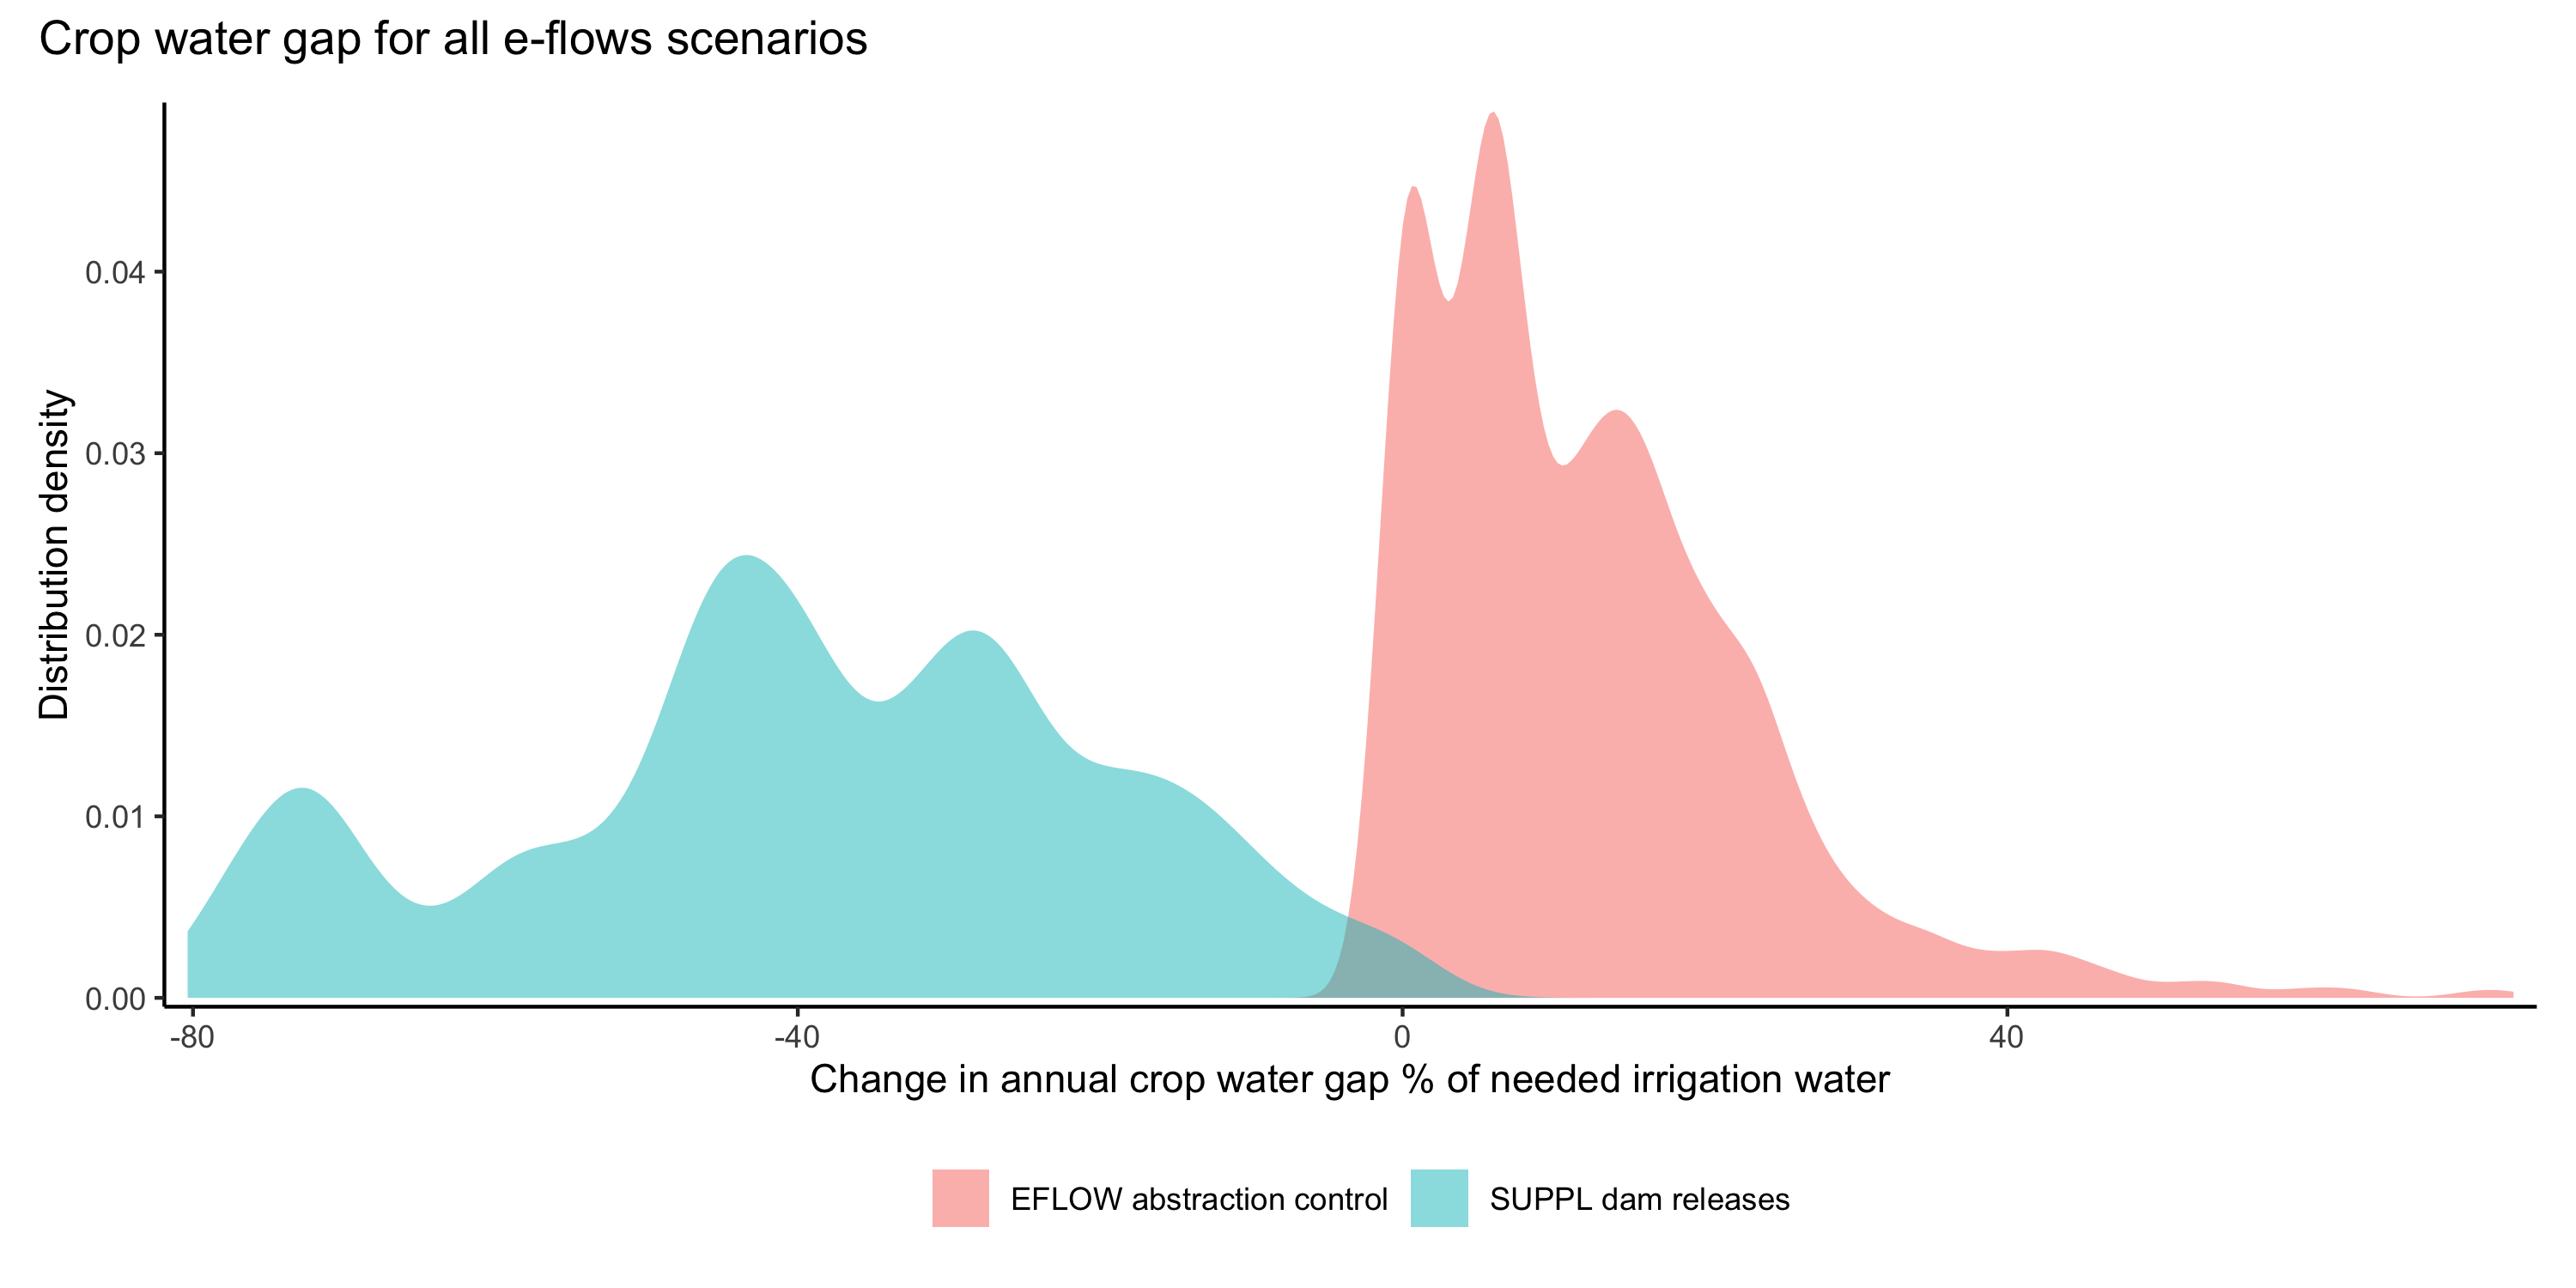 Crop water gap for all e-flows scenarios
Distribution density
0.04
0.03
0.02
0.01
0.00
-80 -40 0 40
Change in annual crop water gap % of needed irrigation water
EFLOW abstraction control SUPPL dam releases